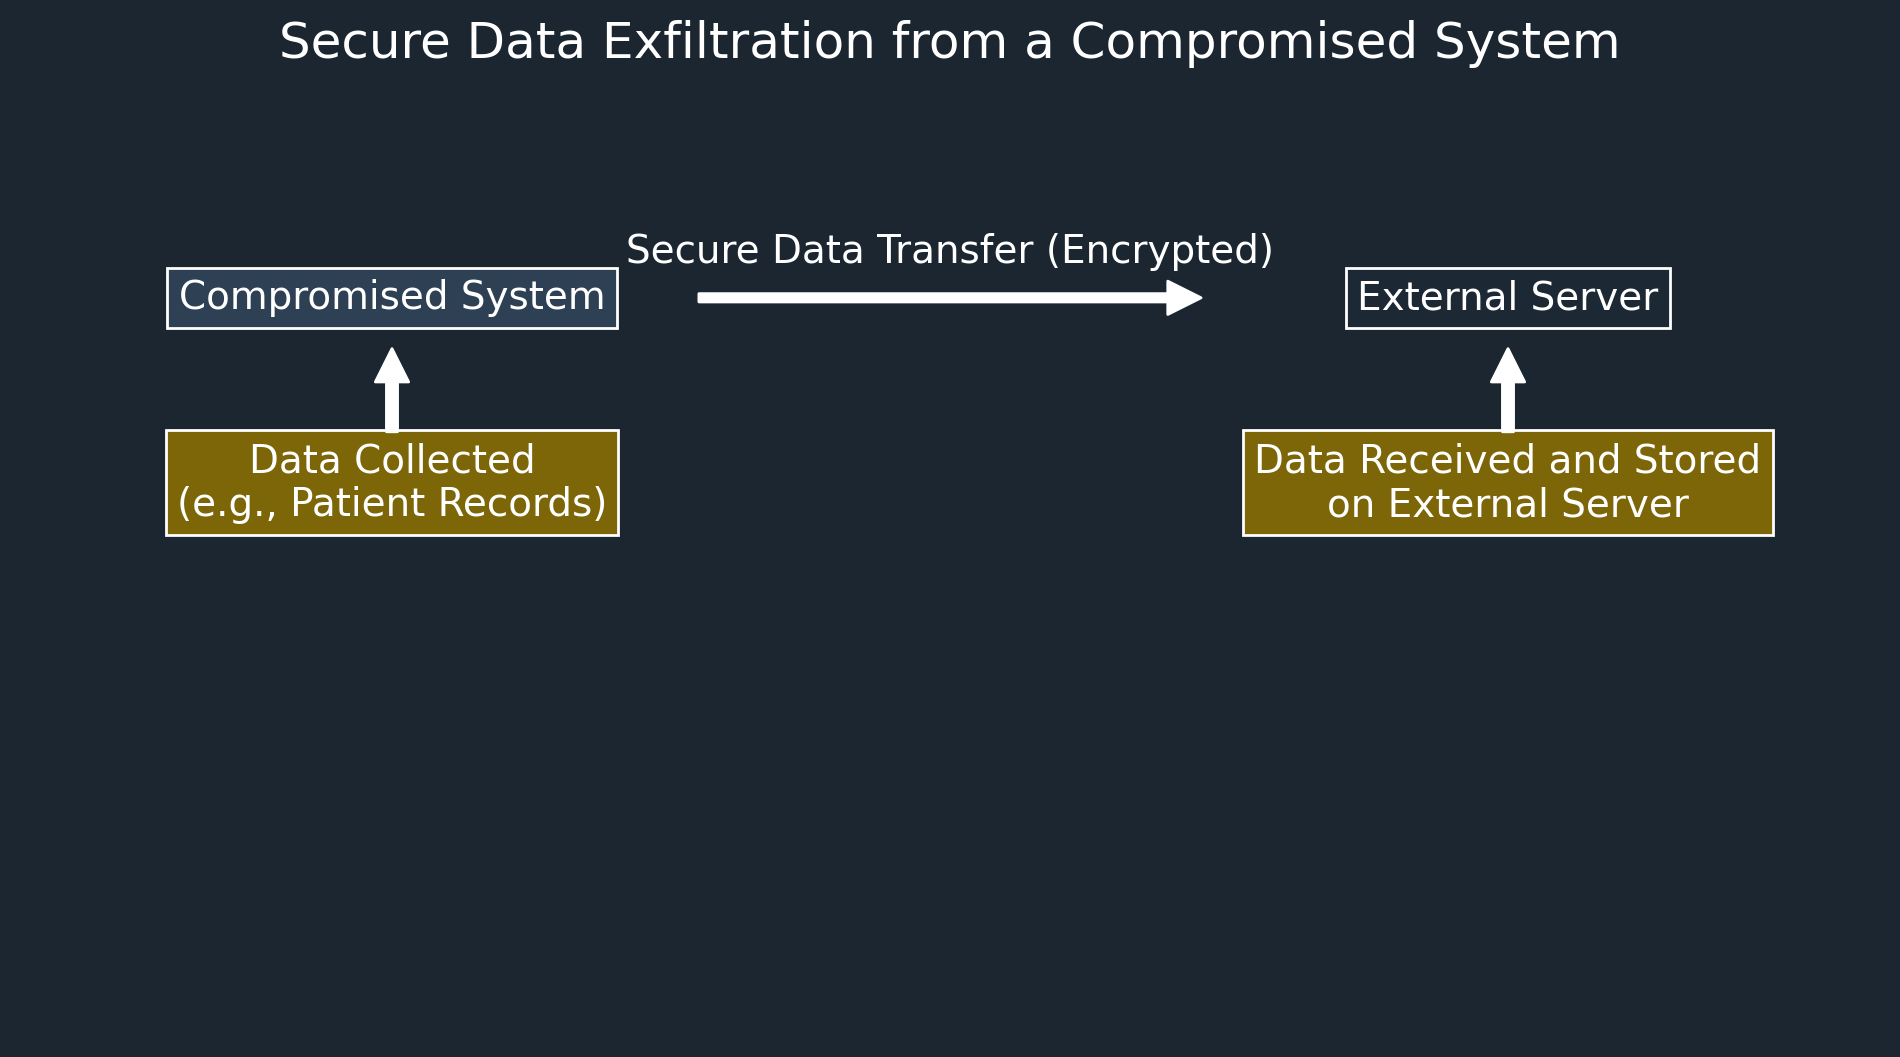 Secure Data Exfiltration from a Compromised System
Secure Data Transfer (Encrypted)
Compromised System
External Server
Data Collected
(e.g., Patient Records)
Data Received and Stored
on External Server